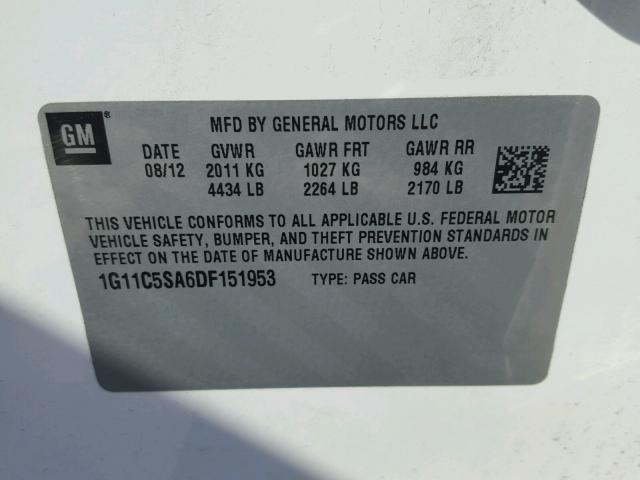 GM®
MFD BY GENERAL MOTORS LLC
DATE GVWR GAWR FRT GAWR RR
08/12 2011 KG 1027 KG 984 KG
4434 LB 2264 LB 2170 LB
THIS VEHICLE CONFORMS TO ALL APPLICABLE U.S. FEDERAL MOTOR
VEHICLE SAFETY, BUMPER, AND THEFT PREVENTION STANDARDS IN
EFFECT ON THE DATE OF MANUFACTURE SHOWN ABOVE.
1G11C5SA6DF151953 TYPE: PASS CAR